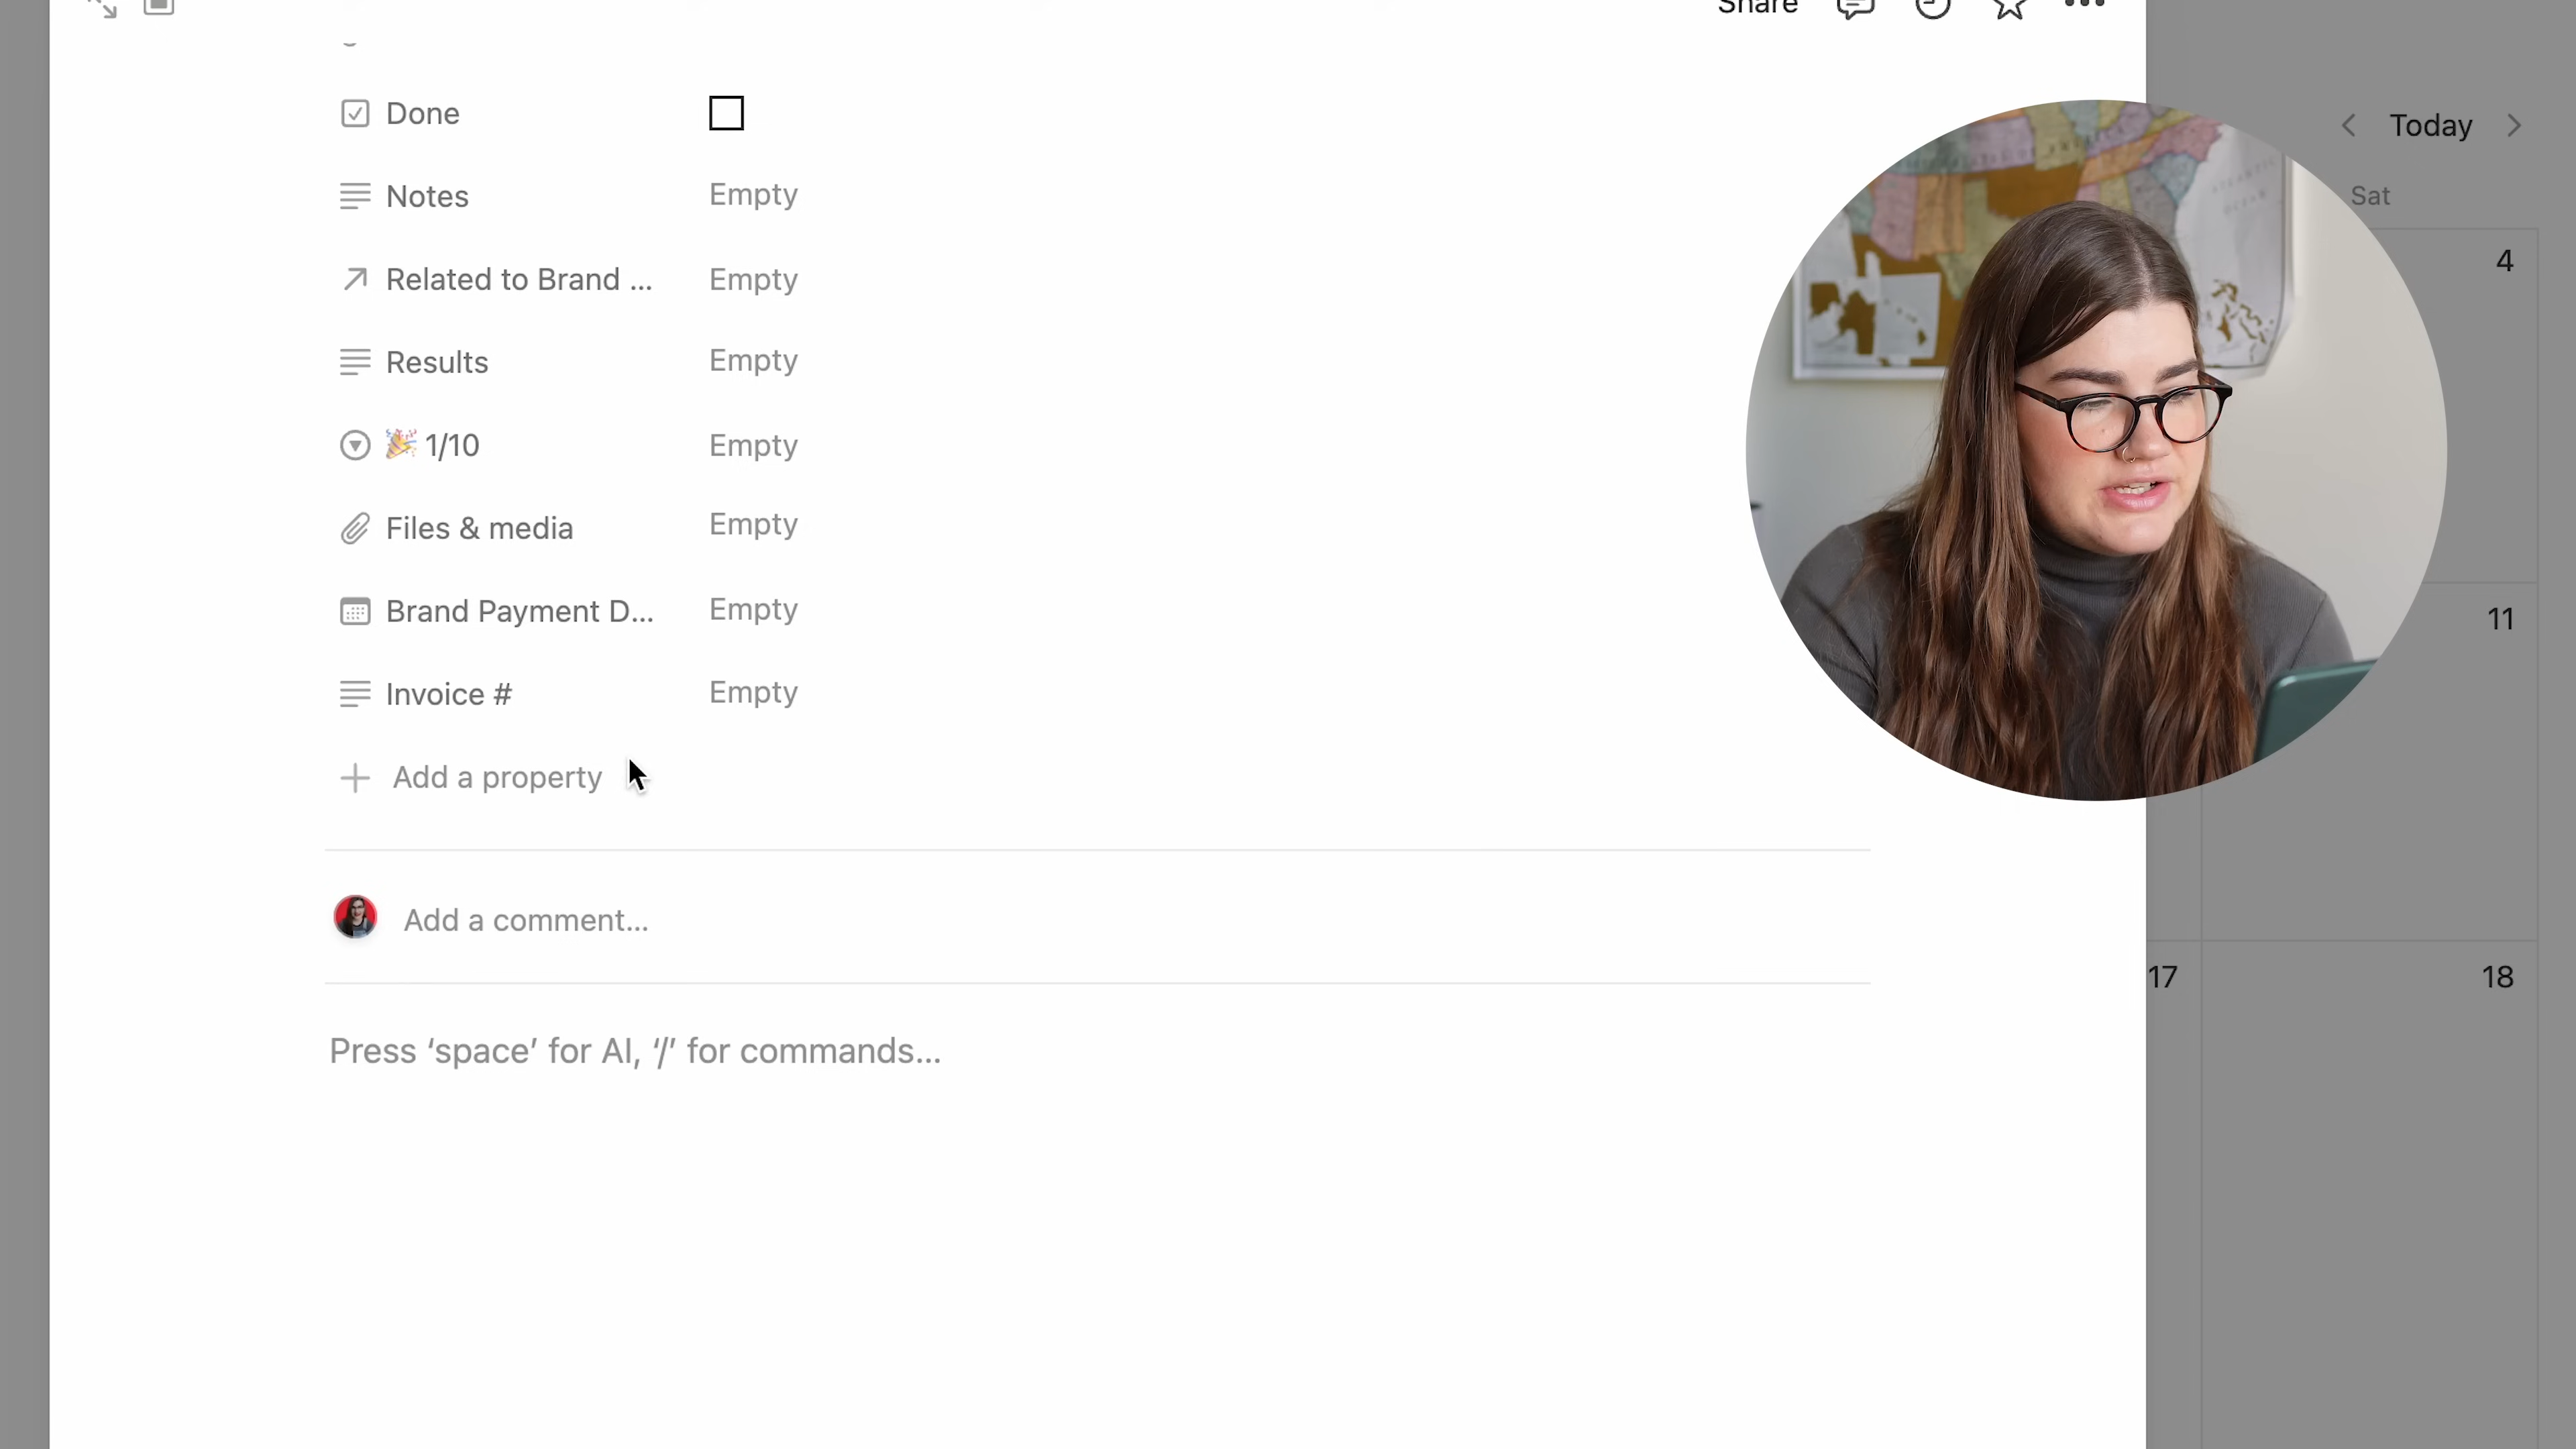 Share
Done
Notes Empty
Related to Brand ... Empty
Results Empty
🎉 1/10 Empty
Files & media Empty
Brand Payment D... Empty
Invoice # Empty
Add a property
Add a comment...
Press ‘space’ for AI, ‘/’ for commands...
Today
Sat
4
11
17 18